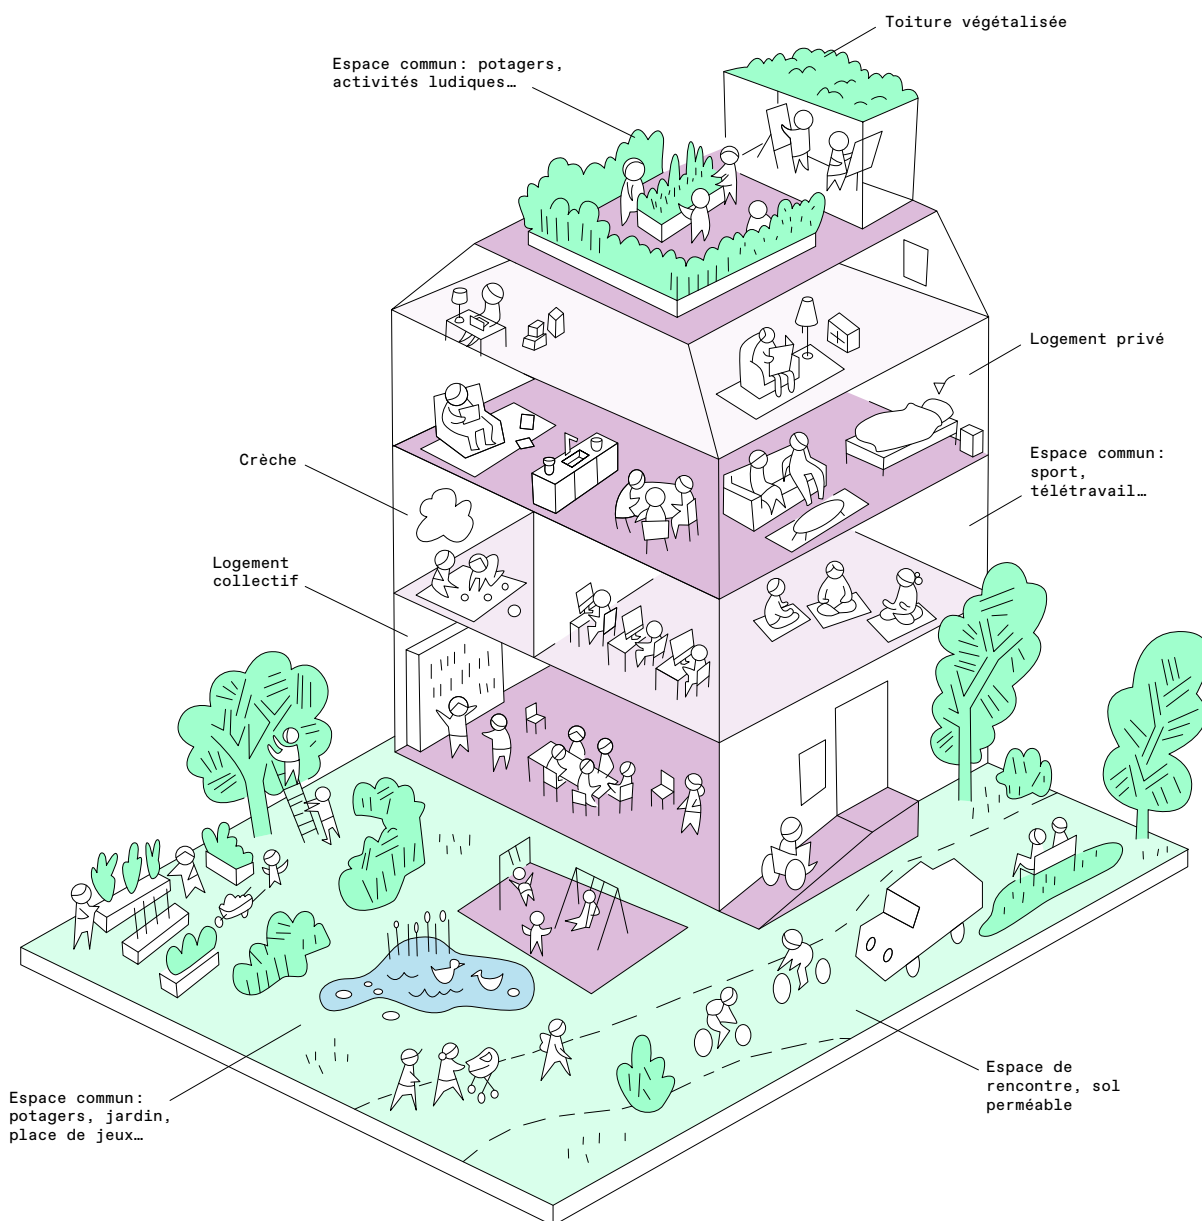 Toiture végétalisée
Espace commun: potagers,
activités ludiques…
Logement privé
Crèche
Espace commun:
sport,
télétravail…
Logement
collectif
Espace de
rencontre, sol
perméable
Espace commun:
potagers, jardin,
place de jeux…